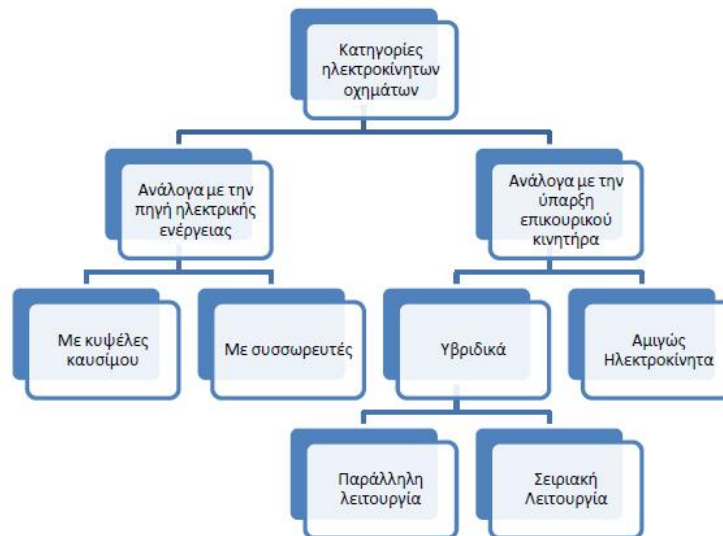 Κατηγορίες
ηλεκτροκίνητων
οχημάτων
Ανάλογα με την
πηγή ηλεκτρικής
ενέργειας
Ανάλογα με την
ύπαρξη
επικουρικού
κινητήρα
Με κυψέλες
καυσίμου
Με συσσωρευτές
Υβριδικά
Αμιγώς
Ηλεκτροκίνητα
Παράλληλη
λειτουργία
Σειριακή
Λειτουργία